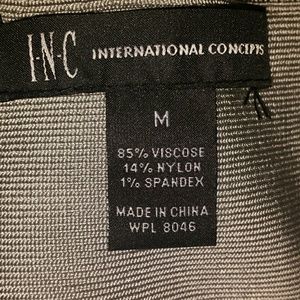 I·N·C INTERNATIONAL CONCEPTS
M
85% VISCOSE
14% NYLON
1% SPANDEX
MADE IN CHINA
WPL 8046